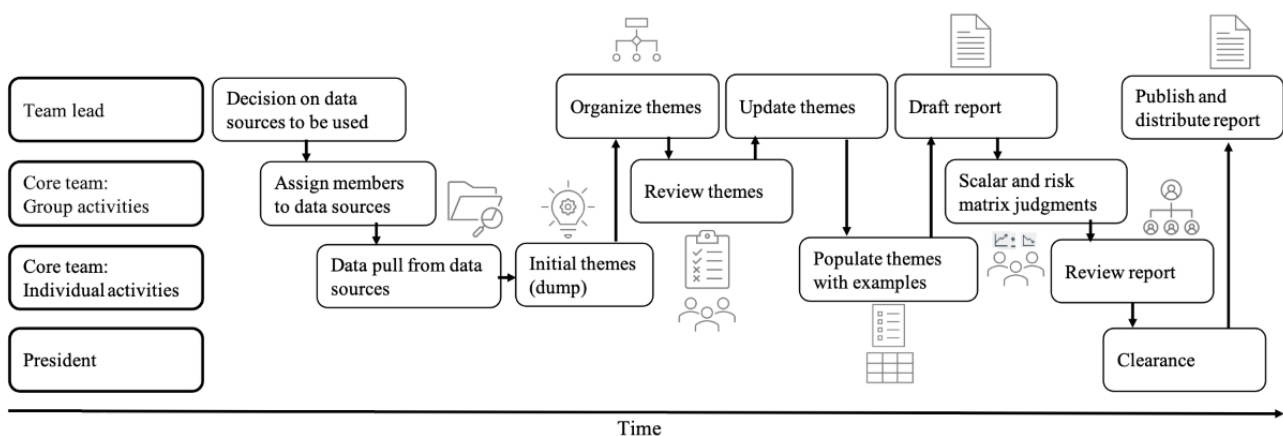 Team lead
Decision on data
sources to be used
Organize themes
Update themes
Draft report
Publish and
distribute report
Core team:
Group activities
Assign members
to data sources
Review themes
Scalar and risk
matrix judgments
Core team:
Individual activities
Data pull from data
sources
Initial themes
(dump)
Populate themes
with examples
Review report
President
Clearance
Time